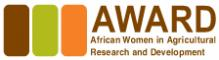 AWARD
African Women in Agricultural
Research and Development